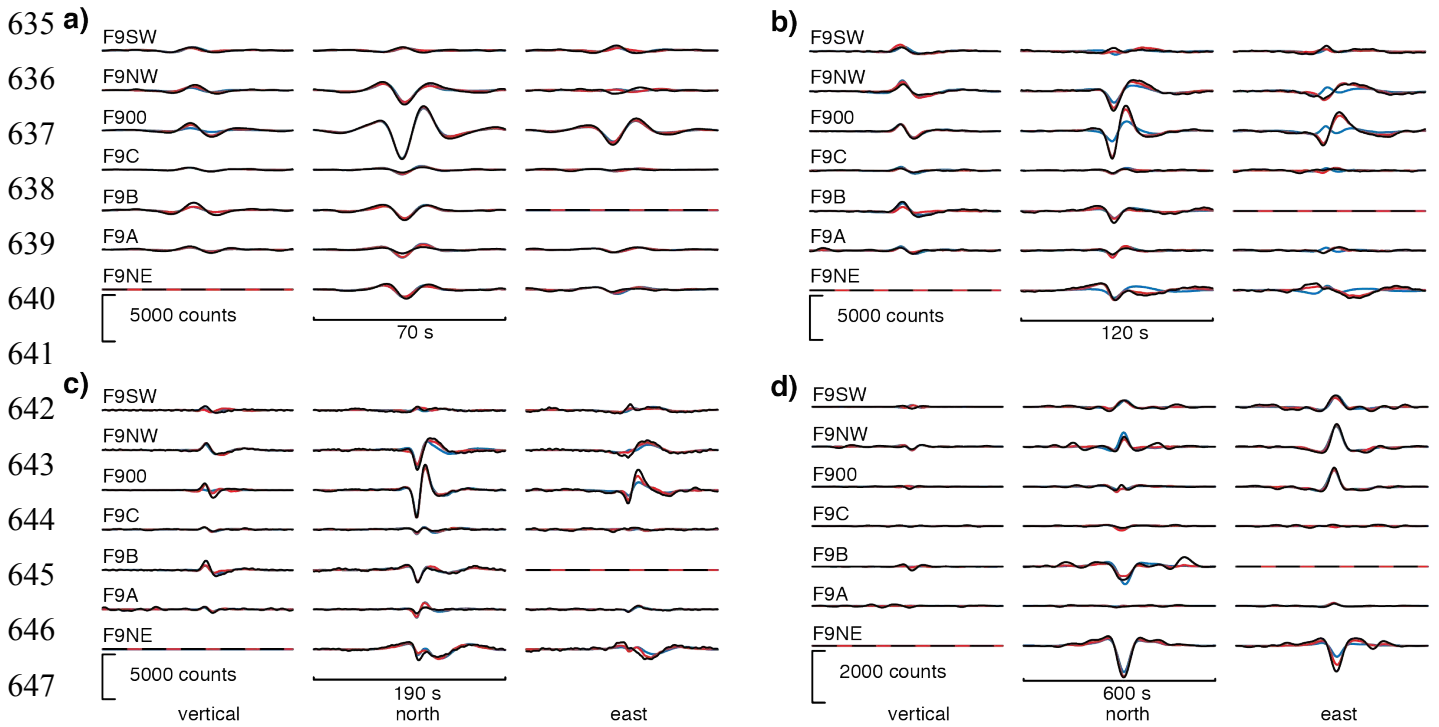 635
636
637
638
639
640
641
642
643
644
645
646
647
a)
F9SW
F9NW
F900
F9C
F9B
F9A
F9NE
5000 counts
70 s
b)
F9SW
F9NW
F900
F9C
F9B
F9A
F9NE
5000 counts
120 s
c)
F9SW
F9NW
F900
F9C
F9B
F9A
F9NE
5000 counts
190 s
vertical
north
east
d)
F9SW
F9NW
F900
F9C
F9B
F9A
F9NE
2000 counts
600 s
vertical
north
east